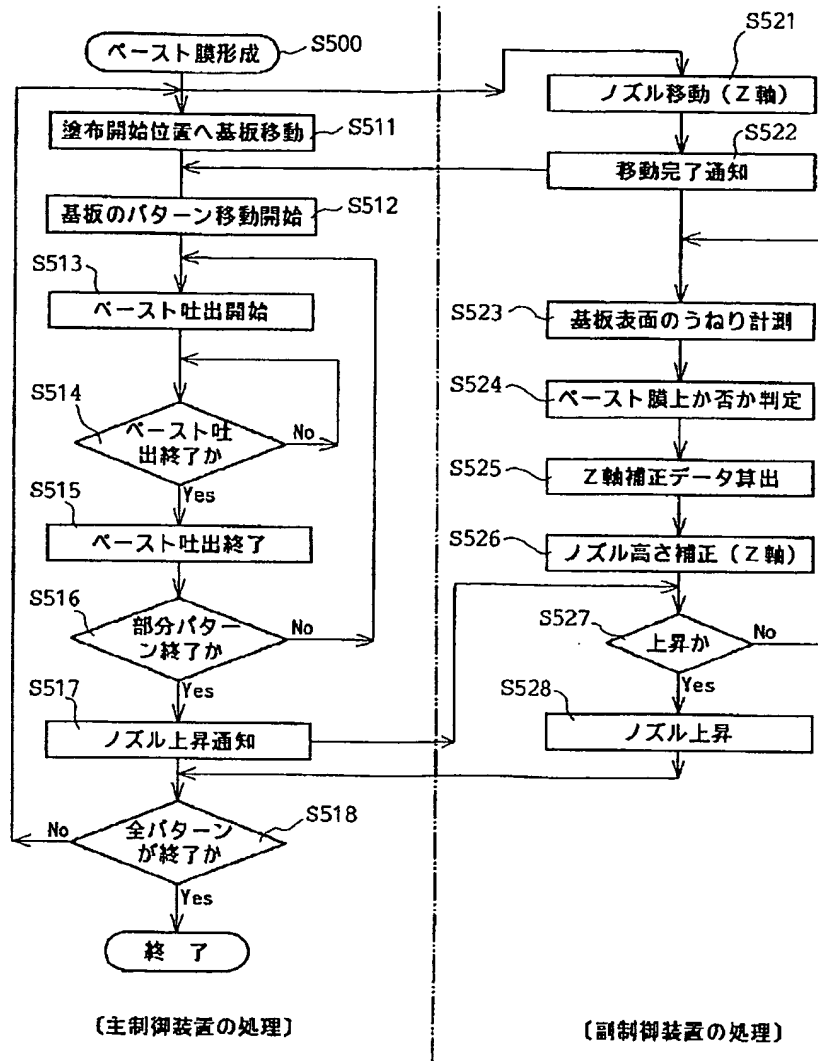 ペースト膜形成
S500
塗布開始位置へ基板移動
S511
基板のパターン移動開始
S512
S513
ペースト吐出開始
S514
ペースト吐
出終了か
No
Yes
S515
ペースト吐出終了
S516
部分パター
ン終了か
No
Yes
S517
ノズル上昇通知
全パターン
が終了か
S518
No
Yes
終 了
〔主制御装置の処理〕
S521
ノズル移動(Z軸)
S522
移動完了通知
S523
基板表面のうねり計測
S524
ペースト膜上か否か判定
S525
Z軸補正データ算出
S526
ノズル高さ補正(Z軸)
S527
上昇か
No
Yes
S528
ノズル上昇
〔副制御装置の処理〕